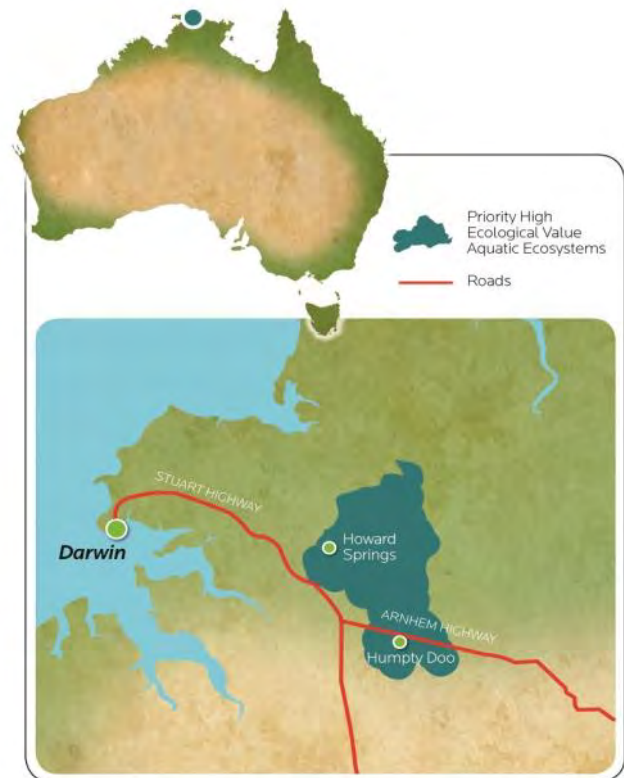 Priority High
Ecological Value
Aquatic Ecosystems
Roads
STUART HIGHWAY
Darwin
Howard
Springs
ARNHEM HIGHWAY
Humpty Doo